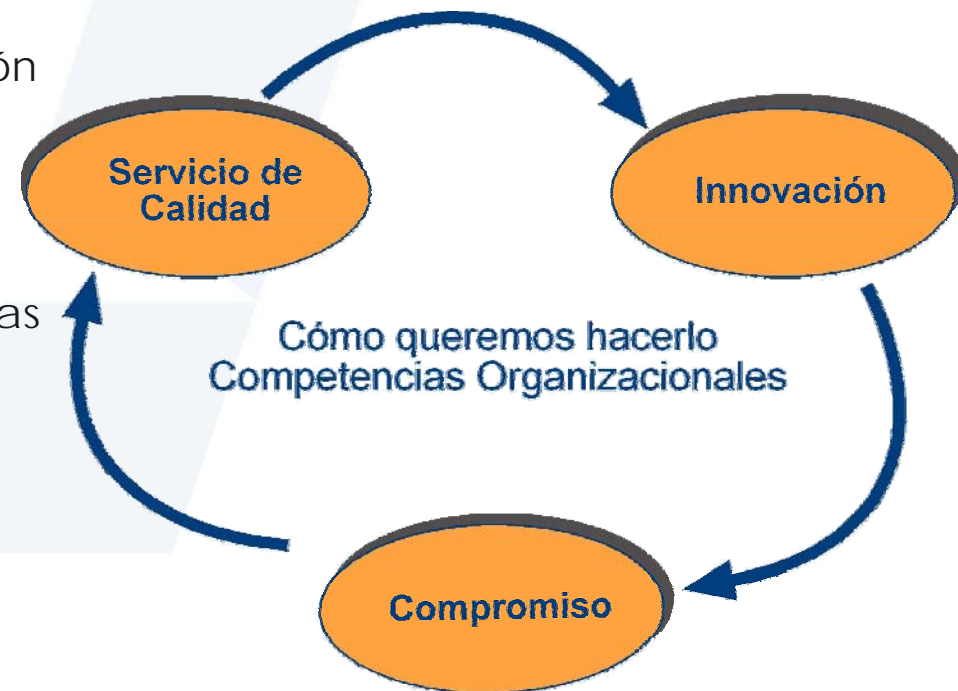 ón
Servicio de
Calidad
Innovación
as
Cómo queremos hacerlo
Competencias Organizacionales
Compromiso